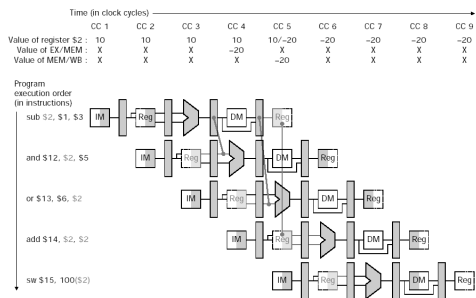 Time (in clock cycles)
CC 1 CC 2 CC 3 CC 4 CC 5 CC 6 CC 7 CC 8 CC 9
Value of register $2 : 10 10 10 10 10/–20 –20 –20 –20 –20
Value of EX/MEM : X X X –20 X X X X X
Value of MEM/WB : X X X X –20 X X X X
Program
execution order
(in instructions)
sub $2, $1, $3 IM Reg DM Reg
and $12, $2, $5 IM Reg DM Reg
or $13, $6, $2 IM Reg DM Reg
add $14, $2, $2 IM Reg DM Reg
sw $15, 100($2) IM Reg DM Reg